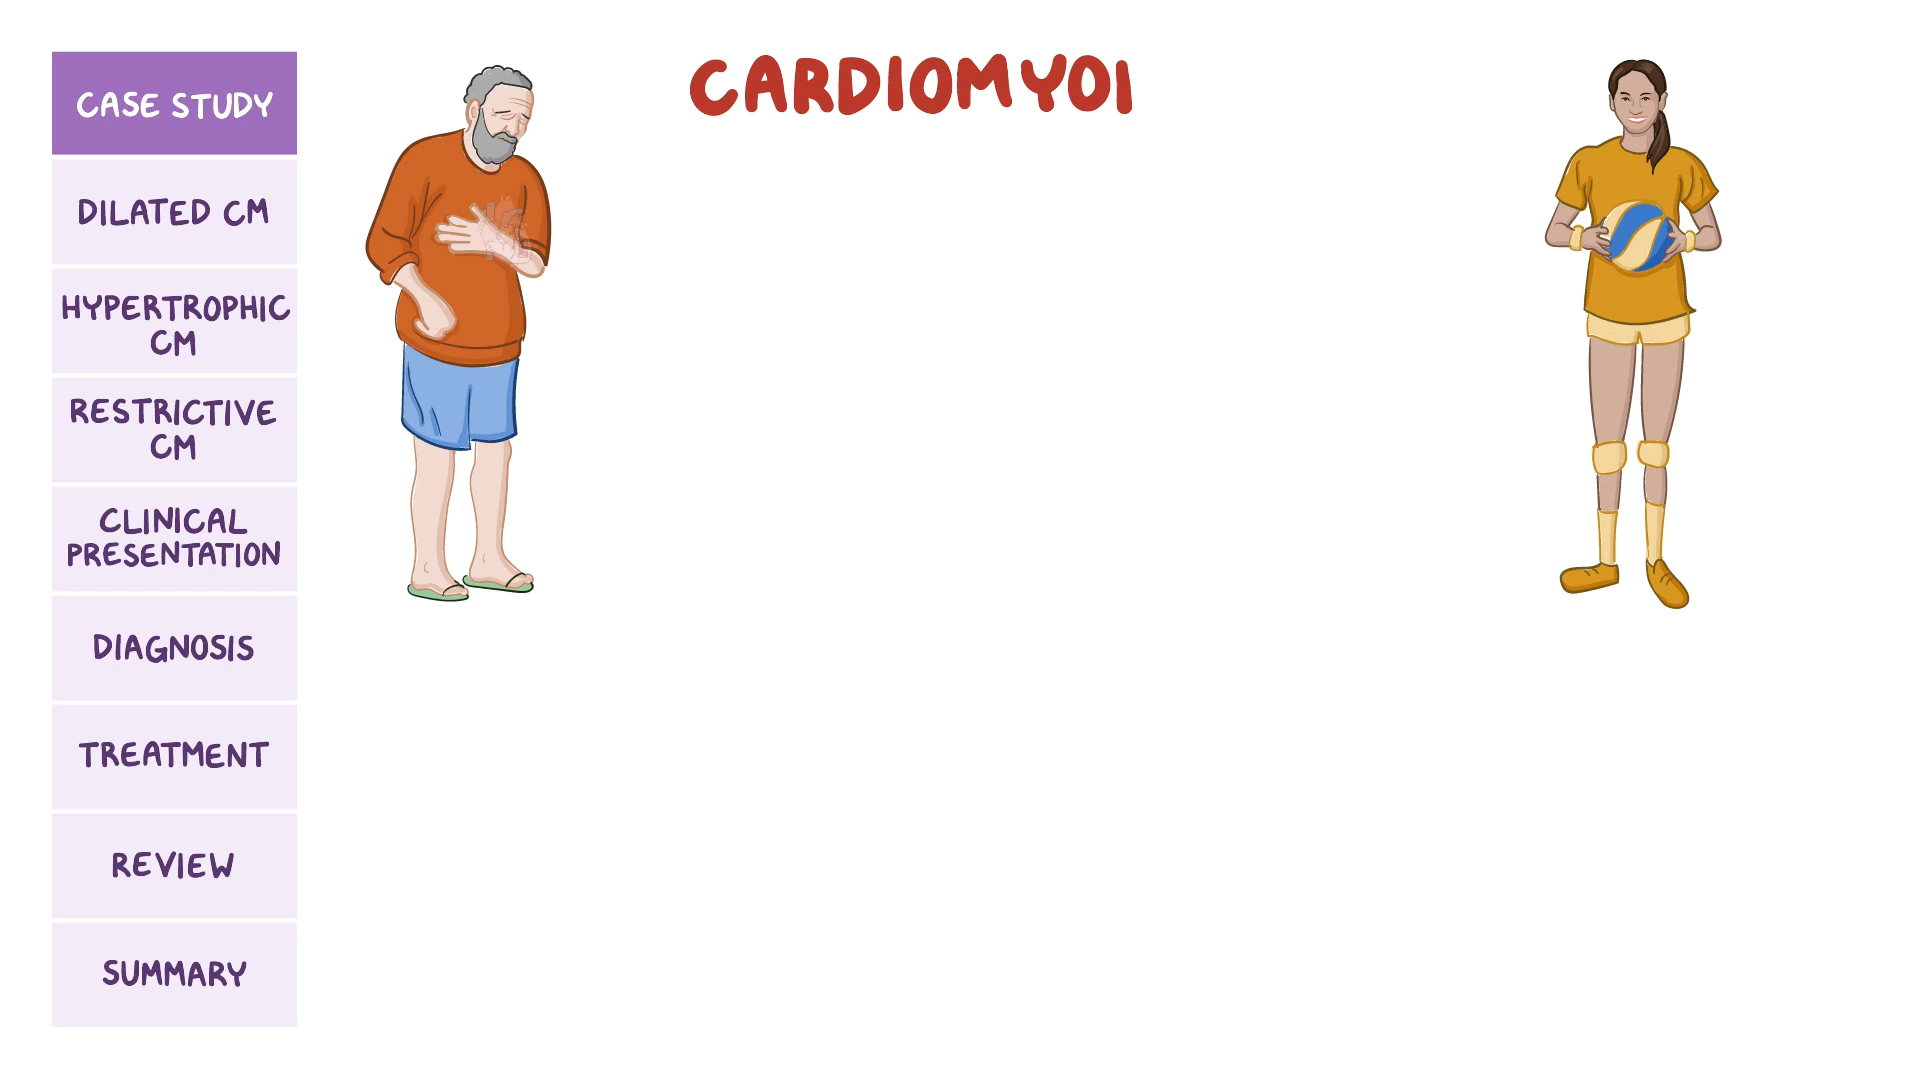 CASE STUDY
DILATED CM
HYPERTROPHIC
CM
RESTRICTIVE
CM
CLINICAL
PRESENTATION
DIAGNOSIS
TREATMENT
REVIEW
SUMMARY
CARDIOMYOI